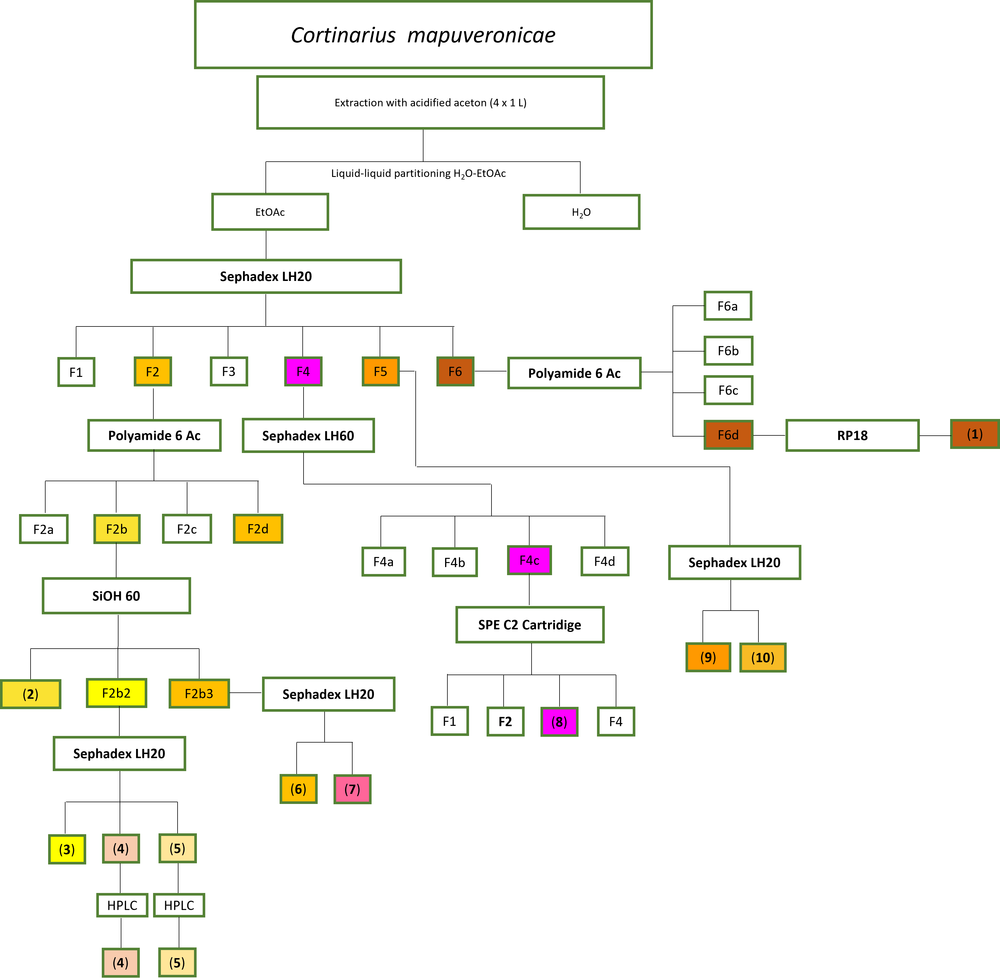 Cortinarius mapuveronicae
Extraction with acidified aceton (4 x 1 L)
Liquid-liquid partitioning H₂O-EtOAc
EtOAc
H₂O
Sephadex LH20
F1
F2
F3
F4
F5
F6
Polyamide 6 Ac
F6a
F6b
F6c
F6d
RP18
(1)
Polyamide 6 Ac
Sephadex LH60
F2a
F2b
F2c
F2d
F4a
F4b
F4c
F4d
Sephadex LH20
SiOH 60
SPE C2 Cartridige
(9)
(10)
(2)
F2b2
F2b3
Sephadex LH20
F1
F2
(8)
F4
Sephadex LH20
(6)
(7)
(3)
(4)
(5)
HPLC
HPLC
(4)
(5)